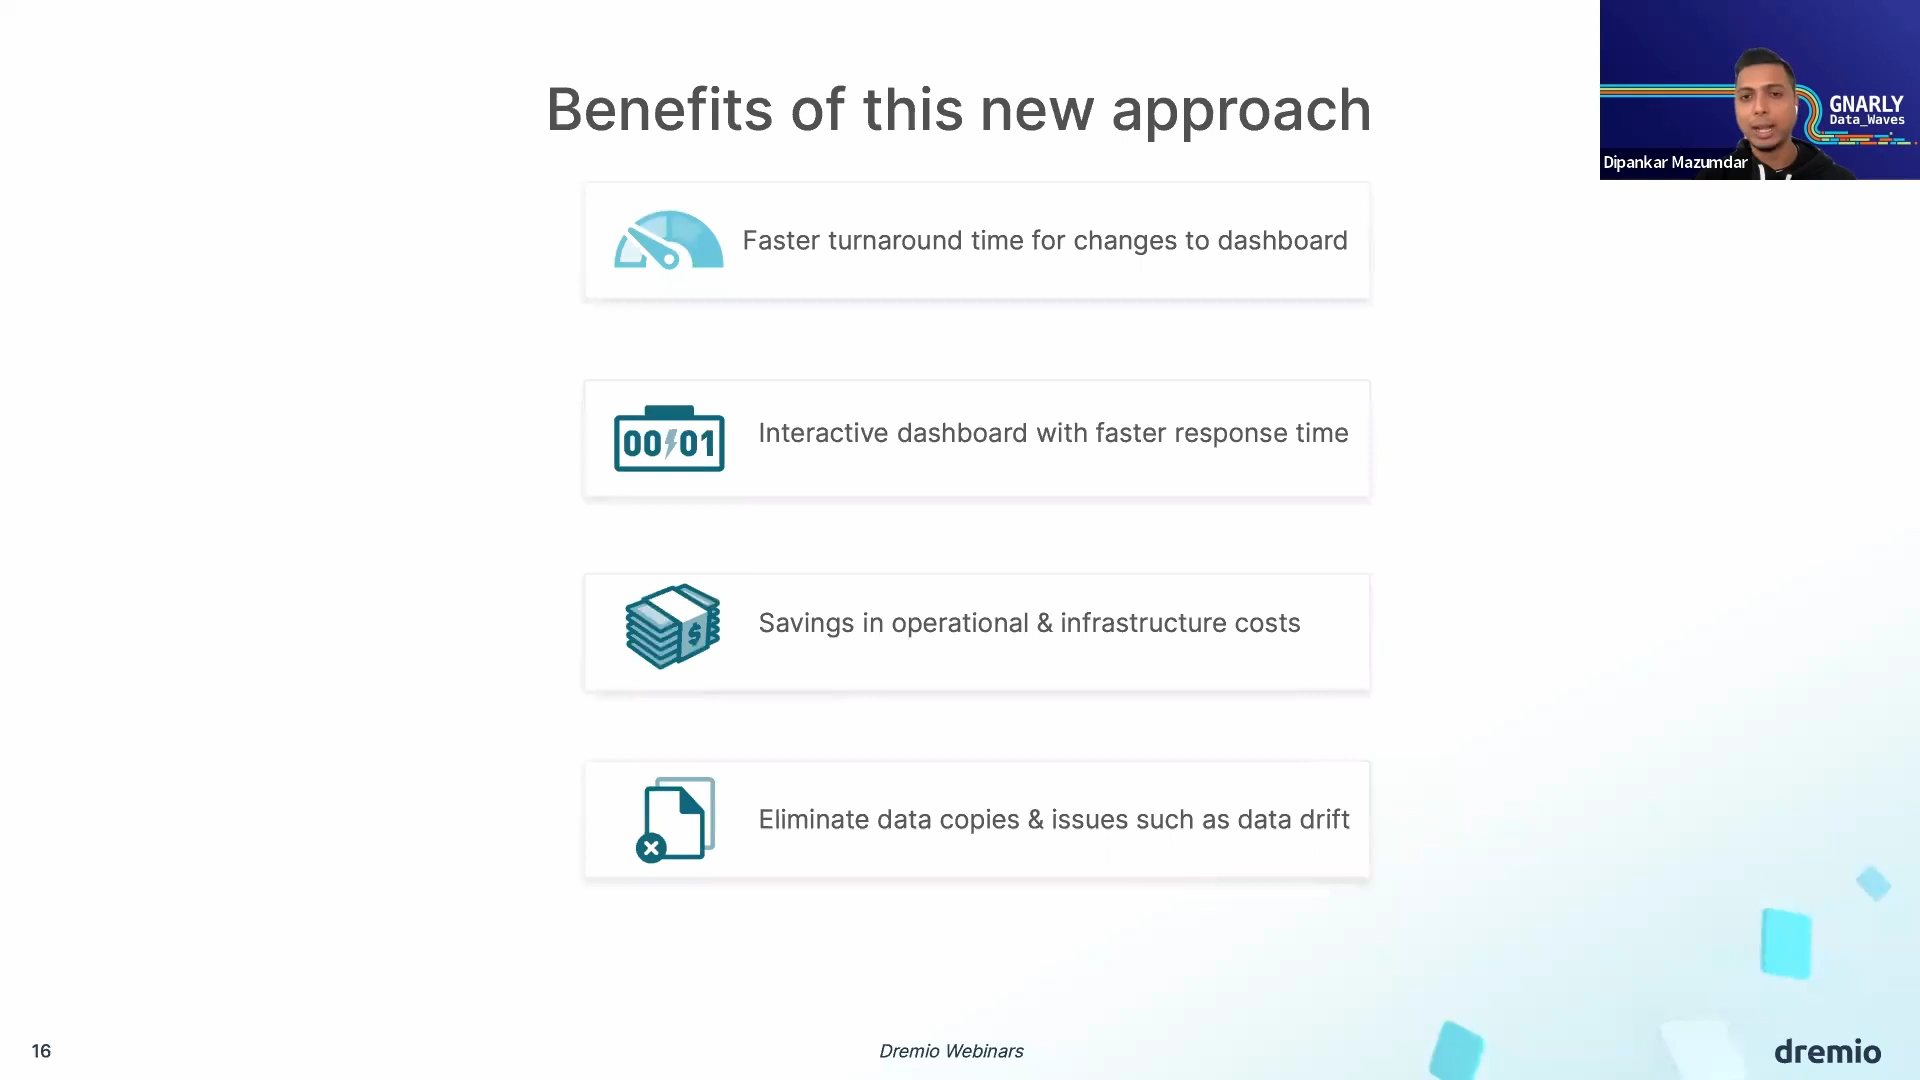 Benefits of this new approach
GNARLY
Data_Waves
Dipankar Mazumdar
Faster turnaround time for changes to dashboard
00 01
Interactive dashboard with faster response time
$
Savings in operational & infrastructure costs
Eliminate data copies & issues such as data drift
16
Dremio Webinars
dremio